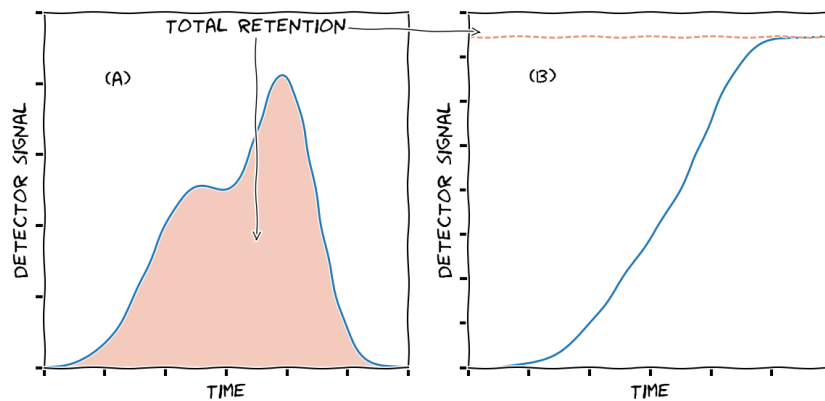 TOTAL RETENTION
(A)
(B)
DETECTOR SIGNAL
DETECTOR SIGNAL
TIME
TIME